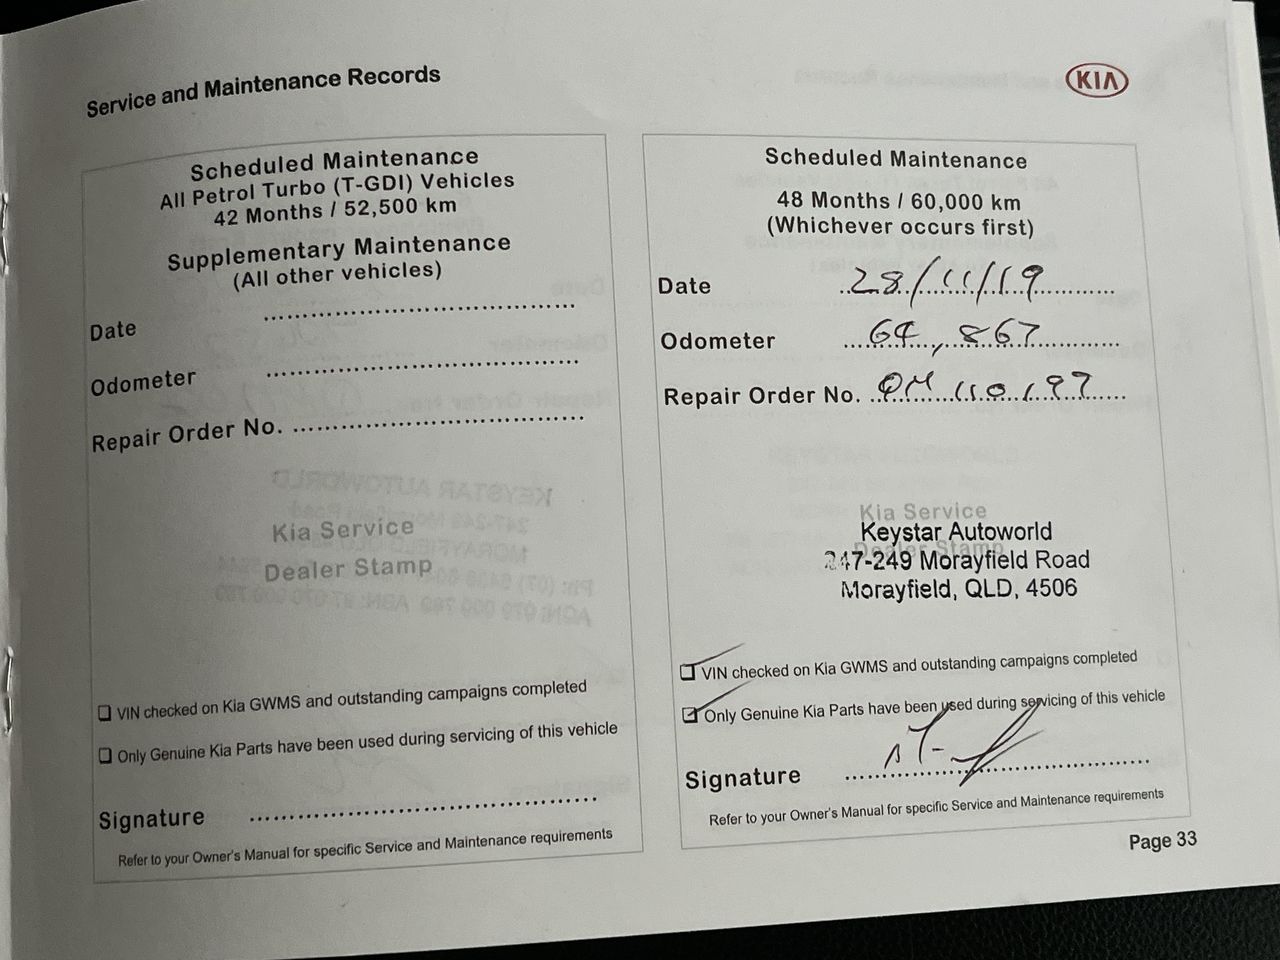 Service and Maintenance Records
KIA
Scheduled Maintenance
All Petrol Turbo (T-GDI) Vehicles
42 Months / 52,500 km
Supplementary Maintenance
(All other vehicles)
Date
Odometer
Repair Order No.
Kia Service
Dealer Stamp
VIN checked on Kia GWMS and outstanding campaigns completed
Only Genuine Kia Parts have been used during servicing of this vehicle
Signature
Refer to your Owner's Manual for specific Service and Maintenance requirements
Scheduled Maintenance
48 Months / 60,000 km
(Whichever occurs first)
Date 28/11/19
Odometer 64,867
Repair Order No.
Kia Service
Keystar Autoworld
Dealer Stamp
247-249 Morayfield Road
Morayfield, QLD, 4506
VIN checked on Kia GWMS and outstanding campaigns completed
Only Genuine Kia Parts have been used during servicing of this vehicle
Signature
Refer to your Owner's Manual for specific Service and Maintenance requirements
Page 33